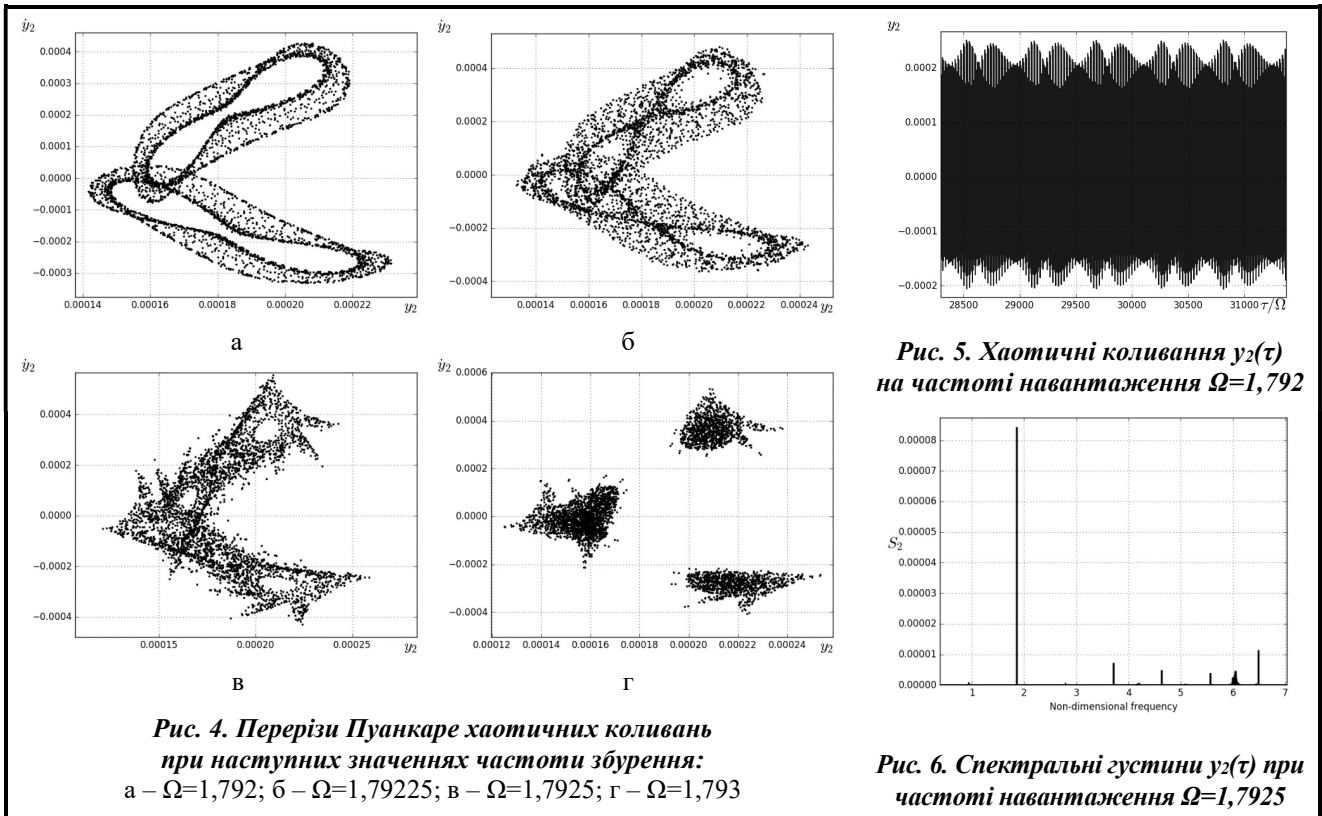 ẏ₂
0.0004
0.0003
0.0002
0.0001
0.0000
−0.0001
−0.0002
−0.0003
0.00014 0.00016 0.00018 0.00020 0.00022
y₂
а
ẏ₂
0.0004
0.0002
0.0000
−0.0002
−0.0004
0.00014 0.00016 0.00018 0.00020 0.00022 0.00024
y₂
б
y₂
0.0002
0.0001
0.0000
−0.0001
−0.0002
28500 29000 29500 30000 30500 31000 τ/Ω
Рис. 5. Хаотичні коливання y₂(τ)
на частоті навантаження Ω=1,792
ẏ₂
0.0004
0.0002
0.0000
−0.0002
−0.0004
0.00015 0.00020 0.00025
y₂
в
ẏ₂
0.0006
0.0004
0.0002
0.0000
−0.0002
−0.0004
0.00012 0.00014 0.00016 0.00018 0.00020 0.00022 0.00024 y₂
г
0.00008
0.00007
0.00006
0.00005
S₂
0.00004
0.00003
0.00002
0.00001
0.00000
1 2 3 4 5 6 7
Non-dimensional frequency
Рис. 4. Перерізи Пуанкаре хаотичних коливань
при наступних значеннях частоти збурення:
а – Ω=1,792; б – Ω=1,79225; в – Ω=1,7925; г – Ω=1,793
Рис. 6. Спектральні густини y₂(τ) при
частоті навантаження Ω=1,7925